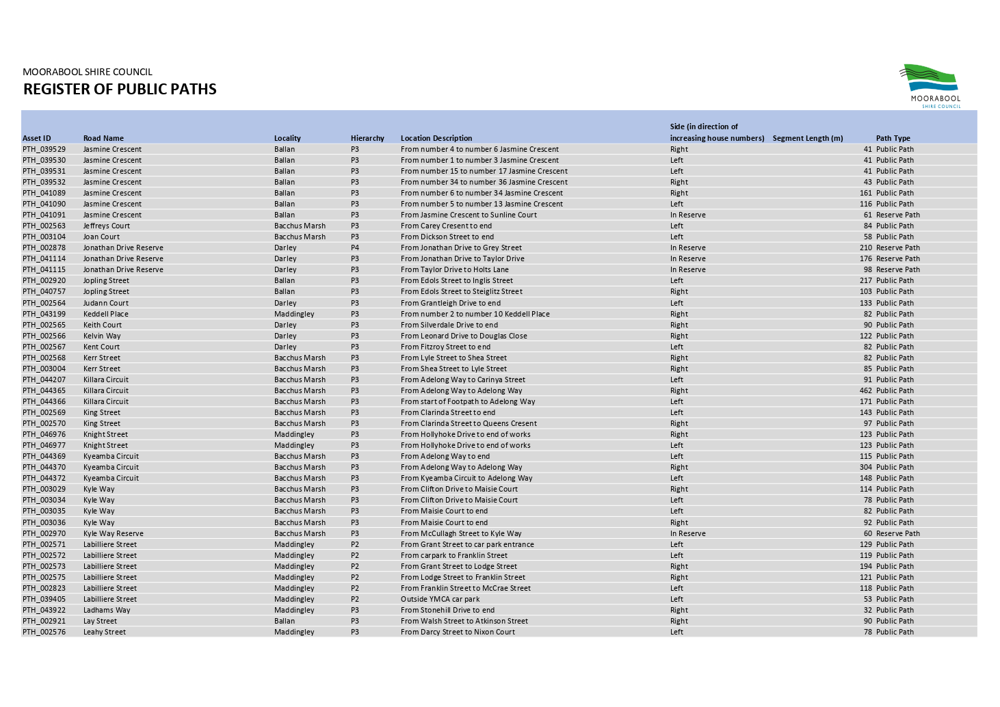 MOORABOOL SHIRE COUNCIL
REGISTER OF PUBLIC PATHS
MOORABOOL
SHIRE COUNCIL
Asset ID Road Name Locality Hierarchy Location Description Side (in direction of increasing house numbers) Segment Length (m) Path Type
PTH_039529 Jasmine Crescent Ballan P3 From number 4 to number 6 Jasmine Crescent Right 41 Public Path
PTH_039530 Jasmine Crescent Ballan P3 From number 1 to number 3 Jasmine Crescent Left 41 Public Path
PTH_039531 Jasmine Crescent Ballan P3 From number 15 to number 17 Jasmine Crescent Left 41 Public Path
PTH_039532 Jasmine Crescent Ballan P3 From number 34 to number 36 Jasmine Crescent Right 43 Public Path
PTH_041089 Jasmine Crescent Ballan P3 From number 6 to number 34 Jasmine Crescent Right 161 Public Path
PTH_041090 Jasmine Crescent Ballan P3 From number 5 to number 13 Jasmine Crescent Left 116 Public Path
PTH_041091 Jasmine Crescent Ballan P3 From Jasmine Crescent to Sunline Court In Reserve 61 Reserve Path
PTH_002563 Jeffreys Court Bacchus Marsh P3 From Carey Cresent to end Left 84 Public Path
PTH_003104 Joan Court Bacchus Marsh P3 From Dickson Street to end Left 58 Public Path
PTH_002878 Jonathan Drive Reserve Darley P4 From Jonathan Drive to Grey Street In Reserve 210 Reserve Path
PTH_041114 Jonathan Drive Reserve Darley P3 From Jonathan Drive to Taylor Drive In Reserve 176 Reserve Path
PTH_041115 Jonathan Drive Reserve Darley P3 From Taylor Drive to Holts Lane In Reserve 98 Reserve Path
PTH_002920 Jopling Street Ballan P3 From Edols Street to Inglis Street Left 217 Public Path
PTH_040757 Jopling Street Ballan P3 From Edols Street to Steiglitz Street Right 103 Public Path
PTH_002564 Judann Court Darley P3 From Grantleigh Drive to end Left 133 Public Path
PTH_043199 Keddell Place Maddingley P3 From number 2 to number 10 Keddell Place Right 82 Public Path
PTH_002565 Keith Court Darley P3 From Silverdale Drive to end Right 90 Public Path
PTH_002566 Kelvin Way Darley P3 From Leonard Drive to Douglas Close Right 122 Public Path
PTH_002567 Kent Court Darley P3 From Fitzroy Street to end Left 82 Public Path
PTH_002568 Kerr Street Bacchus Marsh P3 From Lyle Street to Shea Street Right 82 Public Path
PTH_003004 Kerr Street Bacchus Marsh P3 From Shea Street to Lyle Street Right 85 Public Path
PTH_044207 Killara Circuit Bacchus Marsh P3 From Adelong Way to Carinya Street Left 91 Public Path
PTH_044365 Killara Circuit Bacchus Marsh P3 From Adelong Way to Adelong Way Right 462 Public Path
PTH_044366 Killara Circuit Bacchus Marsh P3 From start of Footpath to Adelong Way Left 171 Public Path
PTH_002569 King Street Bacchus Marsh P3 From Clarinda Street to end Left 143 Public Path
PTH_002570 King Street Bacchus Marsh P3 From Clarinda Street to Queens Cresent Right 97 Public Path
PTH_046976 Knight Street Maddingley P3 From Hollyhoke Drive to end of works Right 123 Public Path
PTH_046977 Knight Street Maddingley P3 From Hollyhoke Drive to end of works Left 123 Public Path
PTH_044369 Kyeamba Circuit Bacchus Marsh P3 From Adelong Way to end Left 115 Public Path
PTH_044370 Kyeamba Circuit Bacchus Marsh P3 From Adelong Way to Adelong Way Right 304 Public Path
PTH_044372 Kyeamba Circuit Bacchus Marsh P3 From Kyeamba Circuit to Adelong Way Left 148 Public Path
PTH_003029 Kyle Way Bacchus Marsh P3 From Clifton Drive to Maisie Court Right 114 Public Path
PTH_003034 Kyle Way Bacchus Marsh P3 From Clifton Drive to Maisie Court Left 78 Public Path
PTH_003035 Kyle Way Bacchus Marsh P3 From Maisie Court to end Left 82 Public Path
PTH_003036 Kyle Way Bacchus Marsh P3 From Maisie Court to end Right 92 Public Path
PTH_002970 Kyle Way Reserve Bacchus Marsh P3 From McCullagh Street to Kyle Way In Reserve 60 Reserve Path
PTH_002571 Labilliere Street Maddingley P2 From Grant Street to car park entrance Left 129 Public Path
PTH_002572 Labilliere Street Maddingley P2 From carpark to Franklin Street Left 119 Public Path
PTH_002573 Labilliere Street Maddingley P2 From Grant Street to Lodge Street Right 194 Public Path
PTH_002575 Labilliere Street Maddingley P2 From Lodge Street to Franklin Street Right 121 Public Path
PTH_002823 Labilliere Street Maddingley P2 From Franklin Street to McCrae Street Left 118 Public Path
PTH_039405 Labilliere Street Maddingley P2 Outside YMCA car park Left 53 Public Path
PTH_043922 Ladhams Way Maddingley P3 From Stonehill Drive to end Right 32 Public Path
PTH_002921 Lay Street Ballan P3 From Walsh Street to Atkinson Street Right 90 Public Path
PTH_002576 Leahy Street Maddingley P3 From Darcy Street to Nixon Court Left 78 Public Path